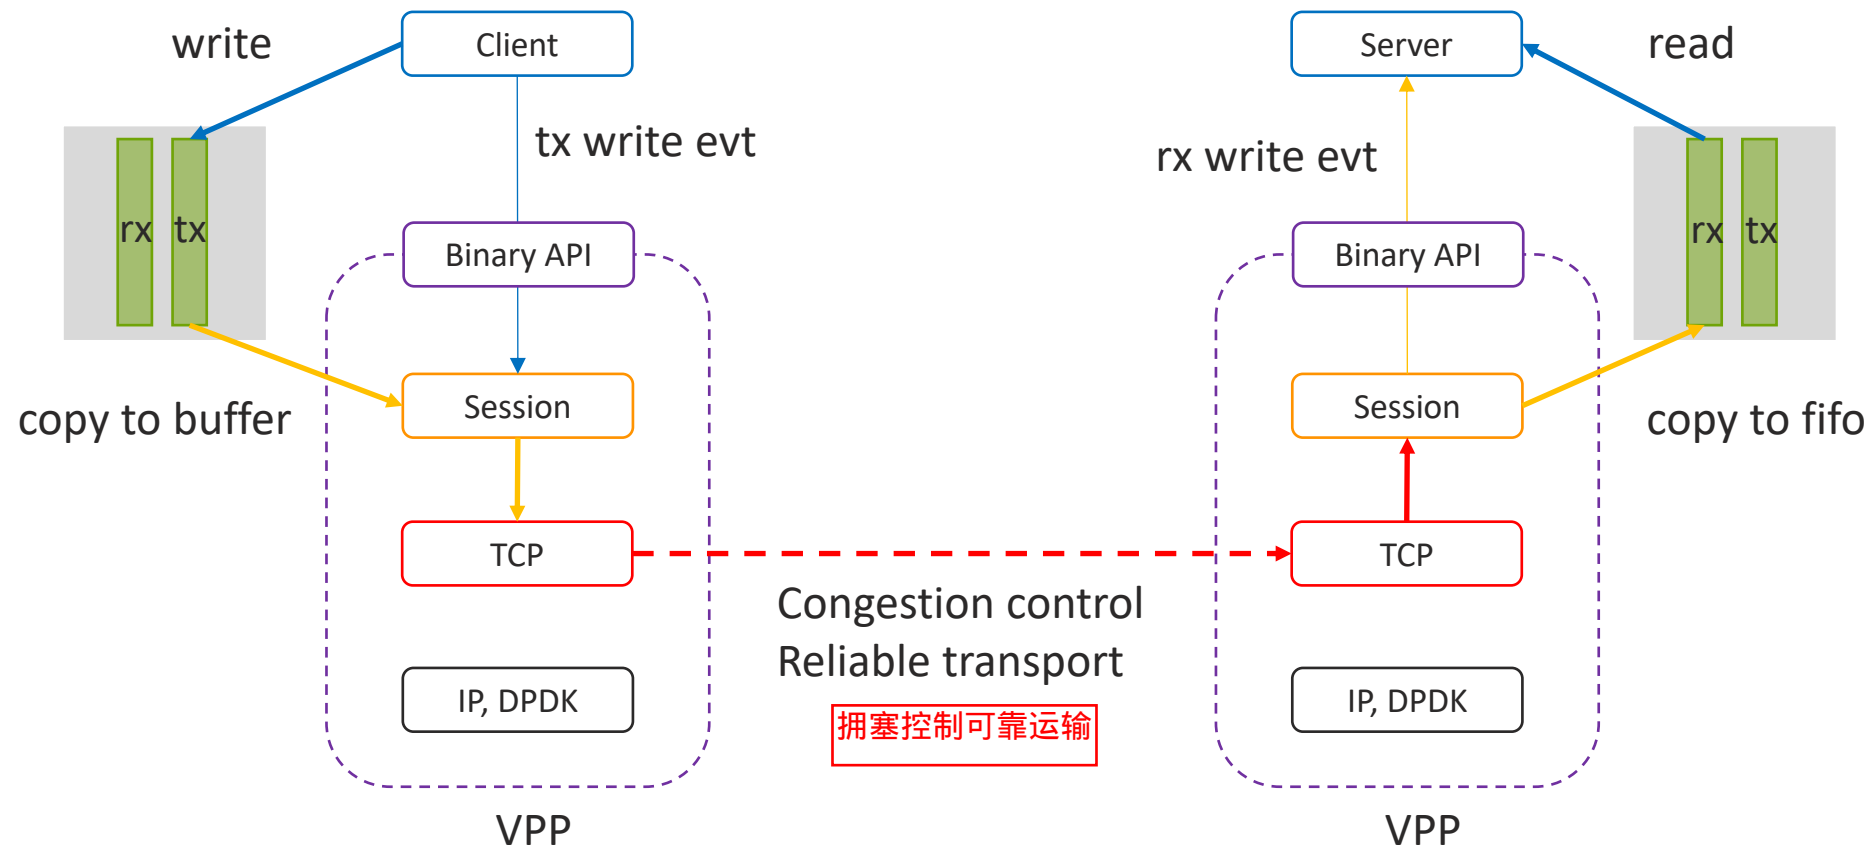 write
Client
Server
read
tx write evt
rx write evt
rx
tx
rx
tx
Binary API
Binary API
Session
Session
copy to buffer
copy to fifo
TCP
TCP
Congestion control
Reliable transport
IP, DPDK
IP, DPDK
拥塞控制可靠运输
VPP
VPP